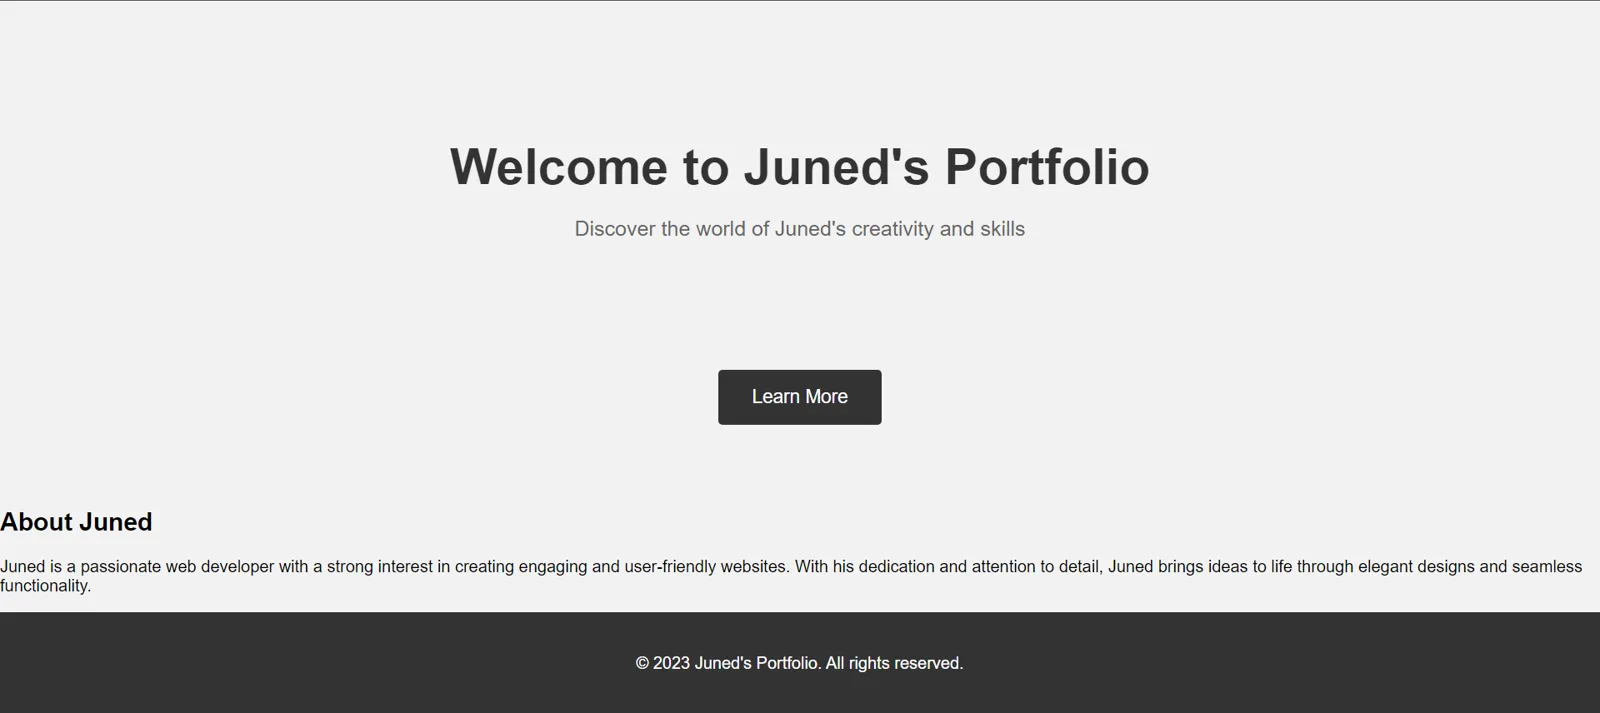 Welcome to Juned's Portfolio
Discover the world of Juned's creativity and skills
Learn More
About Juned
Juned is a passionate web developer with a strong interest in creating engaging and user-friendly websites. With his dedication and attention to detail, Juned brings ideas to life through elegant designs and seamless
functionality.
© 2023 Juned's Portfolio. All rights reserved.